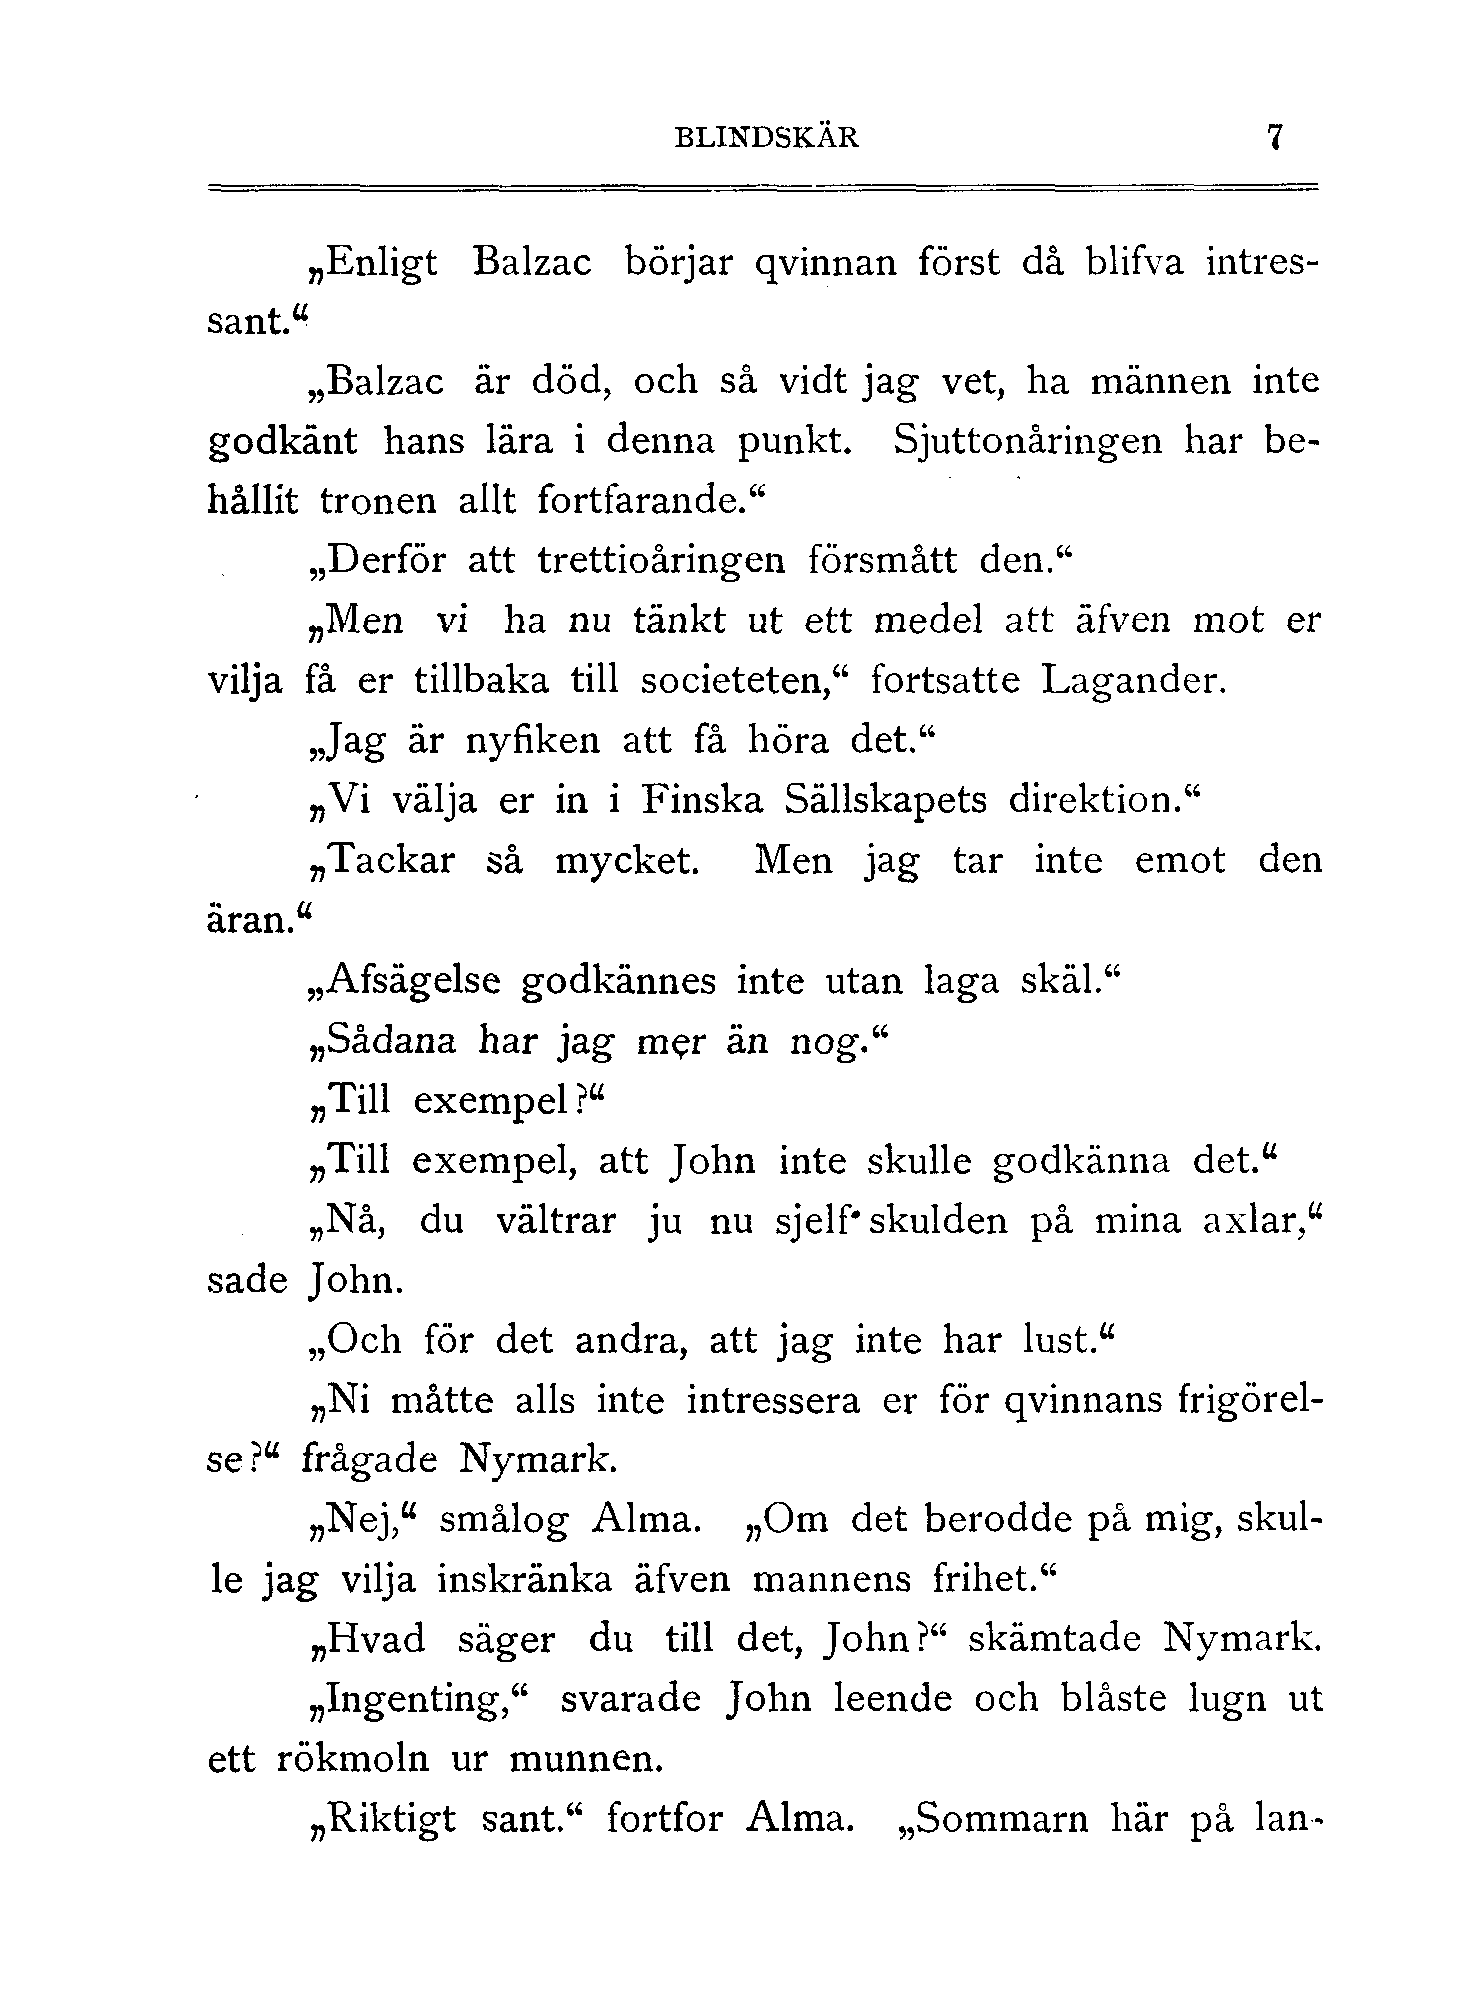 BLINDSKÄR 7
„Enligt Balzac börjar qvinnan först då blifva intres-
sant.“
„Balzac är död, och så vidt jag vet, ha männen inte
godkänt hans lära i denna punkt. Sjuttonåringen har be-
hållit tronen allt fortfarande.“
„Derför att trettioåringen försmått den.“
„Men vi ha nu tänkt ut ett medel att äfven mot er
vilja få er tillbaka till societeten,“ fortsatte Lagander.
„Jag är nyfiken att få höra det.“
„Vi välja er in i Finska Sällskapets direktion.“
„Tackar så mycket. Men jag tar inte emot den
äran.“
„Afsägelse godkännes inte utan laga skäl.“
„Sådana har jag mer än nog.“
„Till exempel?“
„Till exempel, att John inte skulle godkänna det.“
„Nå, du vältrar ju nu sjelf skulden på mina axlar,“
sade John.
„Och för det andra, att jag inte har lust.“
„Ni måtte alls inte intressera er för qvinnans frigörel-
se?“ frågade Nymark.
„Nej,“ smålog Alma. „Om det berodde på mig, skul-
le jag vilja inskränka äfven mannens frihet.“
„Hvad säger du till det, John?“ skämtade Nymark.
„Ingenting,“ svarade John leende och blåste lugn ut
ett rökmoln ur munnen.
„Riktigt sant.“ fortfor Alma. „Sommarn här på lan-